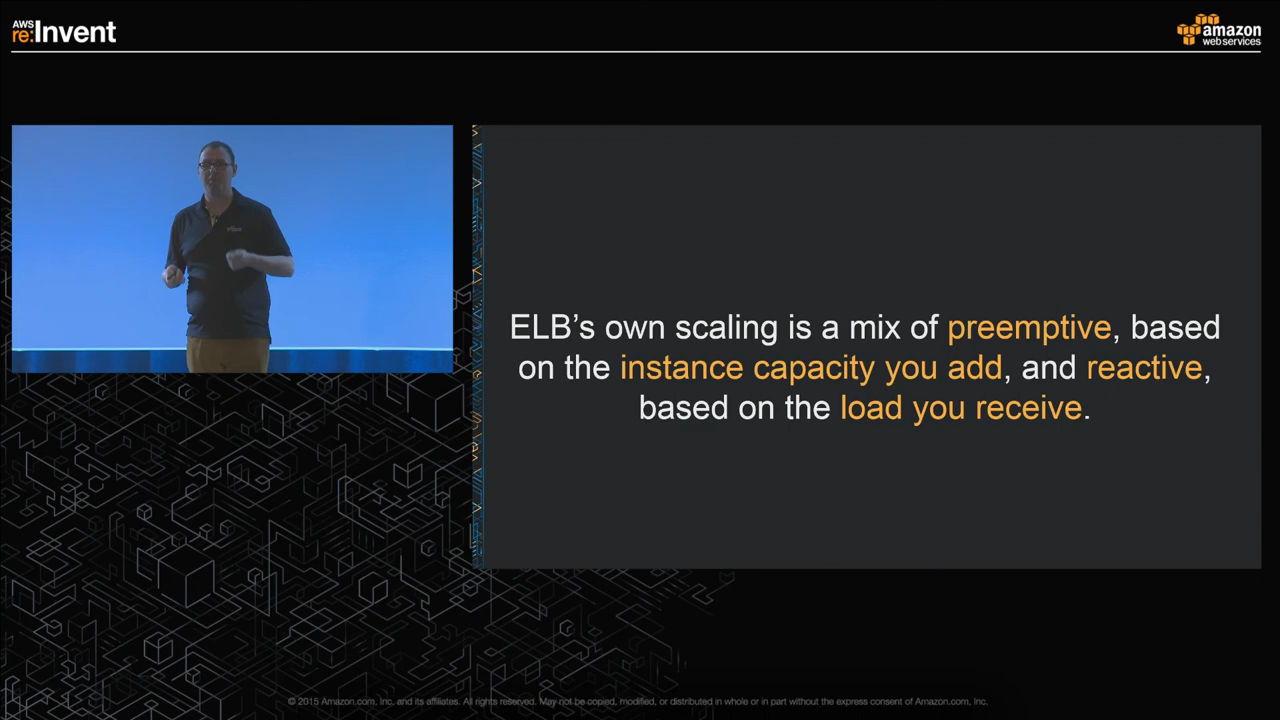 AWS
re:Invent
amazon
web services
ELB’s own scaling is a mix of preemptive, based
on the instance capacity you add, and reactive,
based on the load you receive.
© 2015 Amazon.com, Inc. and its affiliates. All rights reserved. May not be copied, modified, or distributed in whole or in part without the express consent of Amazon.com, Inc.